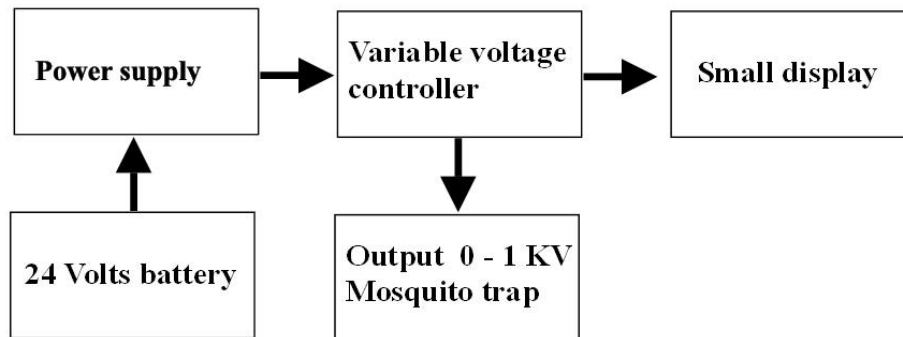 Power supply
Variable voltage
controller
Small display
24 Volts battery
Output 0 - 1 KV
Mosquito trap